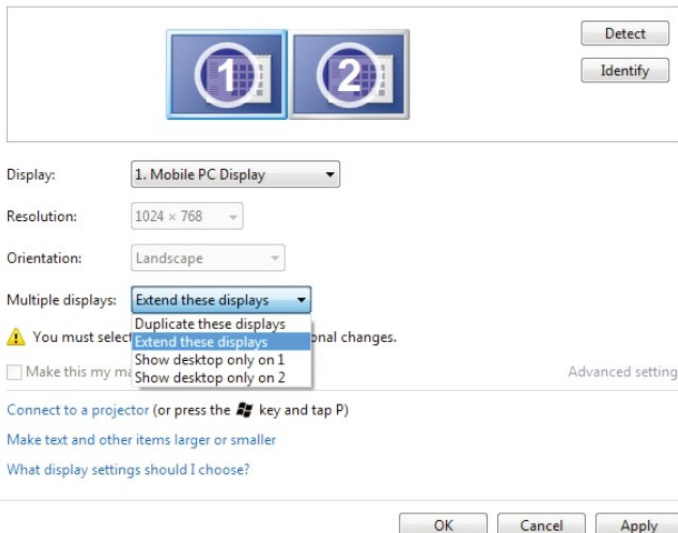 1 2
Detect
Identify
Display: 1. Mobile PC Display
Resolution: 1024 × 768
Orientation: Landscape
Multiple displays: Extend these displays
Duplicate these displays
Extend these displays
Show desktop only on 1
Show desktop only on 2
You must select onal changes.
Make this my ma Advanced setting
Connect to a projector (or press the key and tap P)
Make text and other items larger or smaller
What display settings should I choose?
OK Cancel Apply